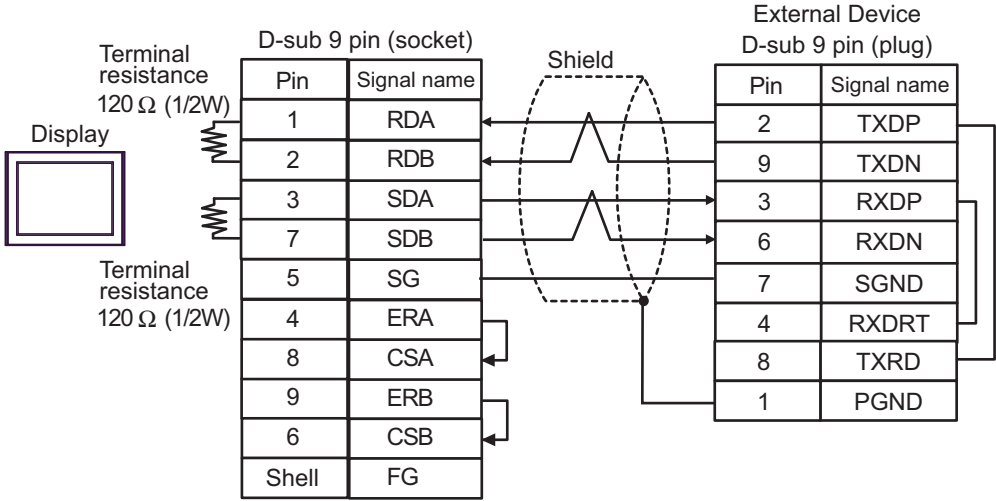 External Device
D-sub 9 pin (socket)
D-sub 9 pin (plug)
Terminal
resistance
120 Ω (1/2W)
Shield
Display
Pin Signal name
1 RDA
2 RDB
3 SDA
7 SDB
5 SG
4 ERA
8 CSA
9 ERB
6 CSB
Shell FG
Terminal
resistance
120 Ω (1/2W)
Pin Signal name
2 TXDP
9 TXDN
3 RXDP
6 RXDN
7 SGND
4 RXDRT
8 TXRD
1 PGND